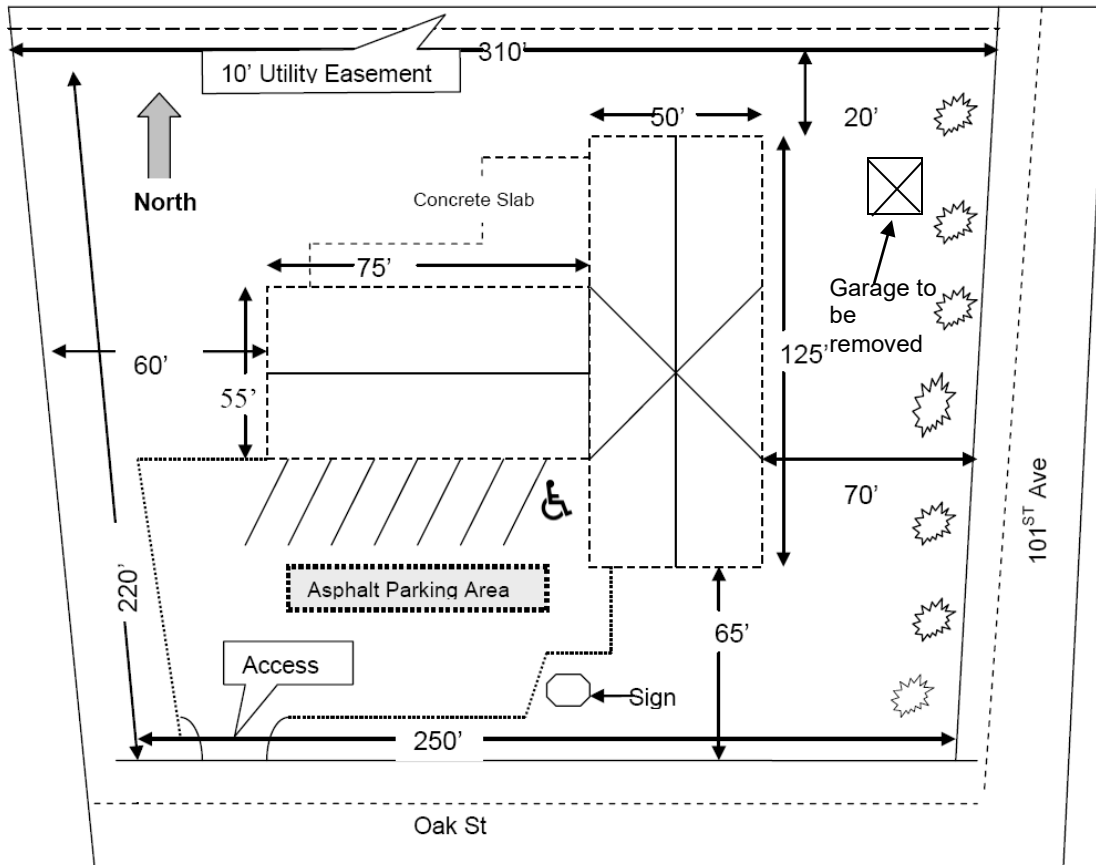 310’
10’ Utility Easement
50’
20’
North
Concrete Slab
75’
Garage to
be
removed
125’
60’
55’
70’
101ST Ave
220’
Asphalt Parking Area
65’
Access
Sign
250’
Oak St